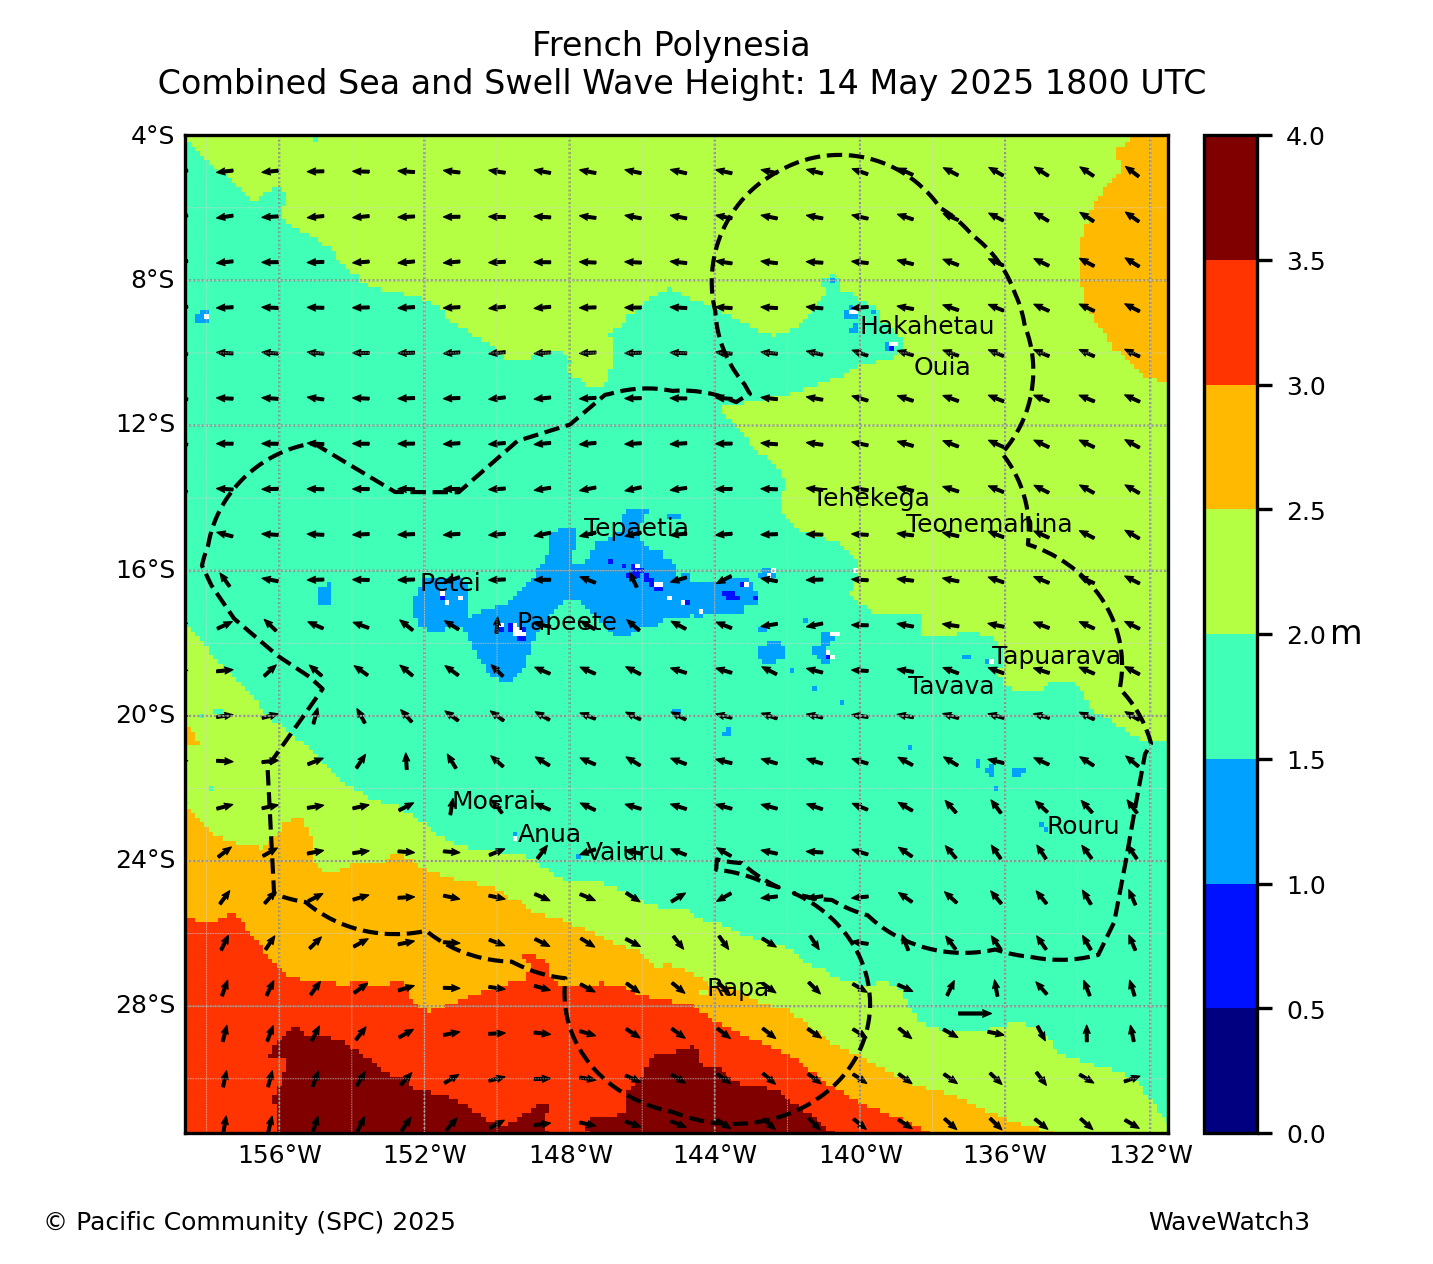 French Polynesia
Combined Sea and Swell Wave Height: 14 May 2025 1800 UTC
4°S
8°S
12°S
16°S
20°S
24°S
28°S
Hakahetau
Ouia
Tehekega
Teonemahina
Tepaetia
Petei
Papeete
Tapuarava
Tavava
Moerai
Anua
Vaiuru
Rouru
Rapa
156°W 152°W 148°W 144°W 140°W 136°W 132°W
4.0
3.5
3.0
2.5
2.0
1.5
1.0
0.5
0.0
m
© Pacific Community (SPC) 2025
WaveWatch3